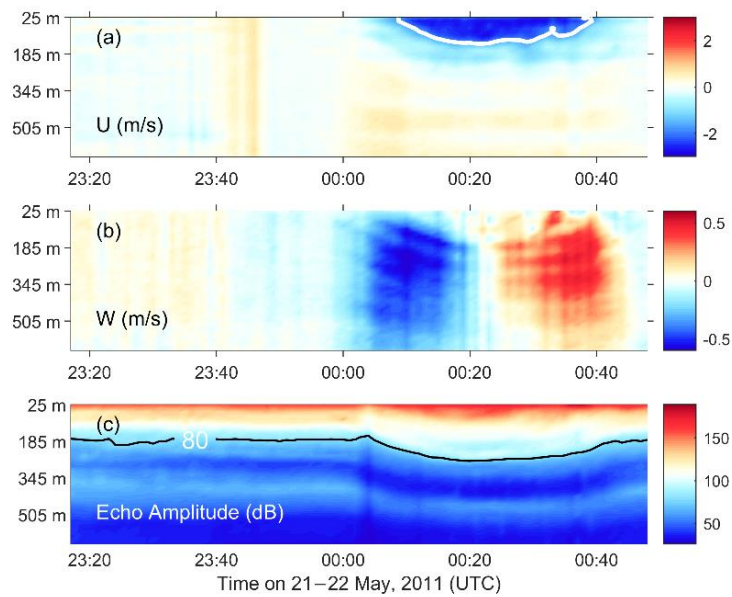 25 m
(a)
185 m
345 m
505 m
U (m/s)
2
0
-2
23:20 23:40 00:00 00:20 00:40
25 m
(b)
185 m
345 m
505 m
W (m/s)
0.5
0
-0.5
23:20 23:40 00:00 00:20 00:40
25 m
(c)
185 m
80
345 m
505 m
Echo Amplitude (dB)
150
100
50
23:20 23:40 00:00 00:20 00:40
Time on 21−22 May, 2011 (UTC)